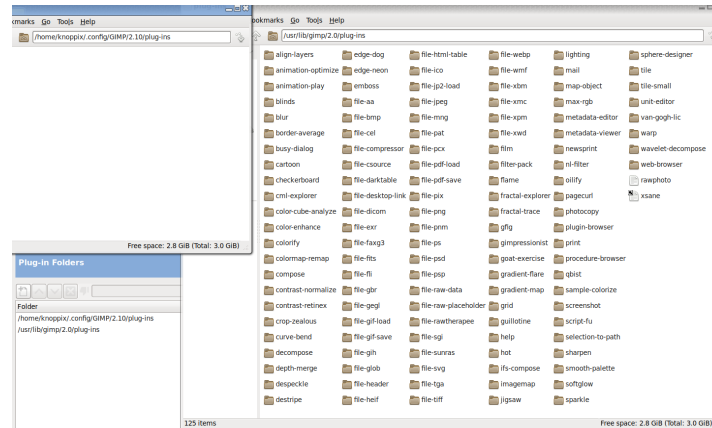 kmarks Go Tools Help
/home/knoppix/.config/GIMP/2.10/plug-ins
Free space: 2.8 GiB (Total: 3.0 GiB)
Plug-in Folders
Folder
/home/knoppix/.config/GIMP/2.10/plug-ins
/usr/lib/gimp/2.0/plug-ins
ookmarks Go Tools Help
/usr/lib/gimp/2.0/plug-ins
align-layers edge-dog file-html-table file-webp lighting sphere-designer
animation-optimize edge-neon file-ico file-wmf mail tile
animation-play emboss file-jp2-load file-xbm map-object tile-small
blinds file-aa file-jpeg file-xmc max-rgb unit-editor
blur file-bmp file-mng file-xpm metadata-editor van-gogh-lic
border-average file-cel file-pat file-xwd metadata-viewer warp
busy-dialog file-compressor file-pcx film newsprint wavelet-decompose
cartoon file-csource file-pdf-load filter-pack nl-filter web-browser
checkerboard file-darktable file-pdf-save flame oilify rawphoto
cml-explorer file-desktop-link file-pix fractal-explorer pagecurl xsane
color-cube-analyze file-dicom file-png fractal-trace photocopy
color-enhance file-exr file-pnm gfig plugin-browser
colorify file-faxg3 file-ps gimpressionist print
colormap-remap file-fits file-psd goat-exercise procedure-browser
compose file-fli file-psp gradient-flare qbist
contrast-normalize file-gbr file-raw-data gradient-map sample-colorize
contrast-retinex file-gegl file-raw-placeholder grid screenshot
crop-zealous file-gif-load file-rawtherapee guillotine script-fu
curve-bend file-gif-save file-sgi help selection-to-path
decompose file-gih file-sunras hot sharpen
depth-merge file-glob file-svg ifs-compose smooth-palette
despeckle file-header file-tga imagemap softglow
destripe file-heif file-tiff jigsaw sparkle
125 items Free space: 2.8 GiB (Total: 3.0 GiB)